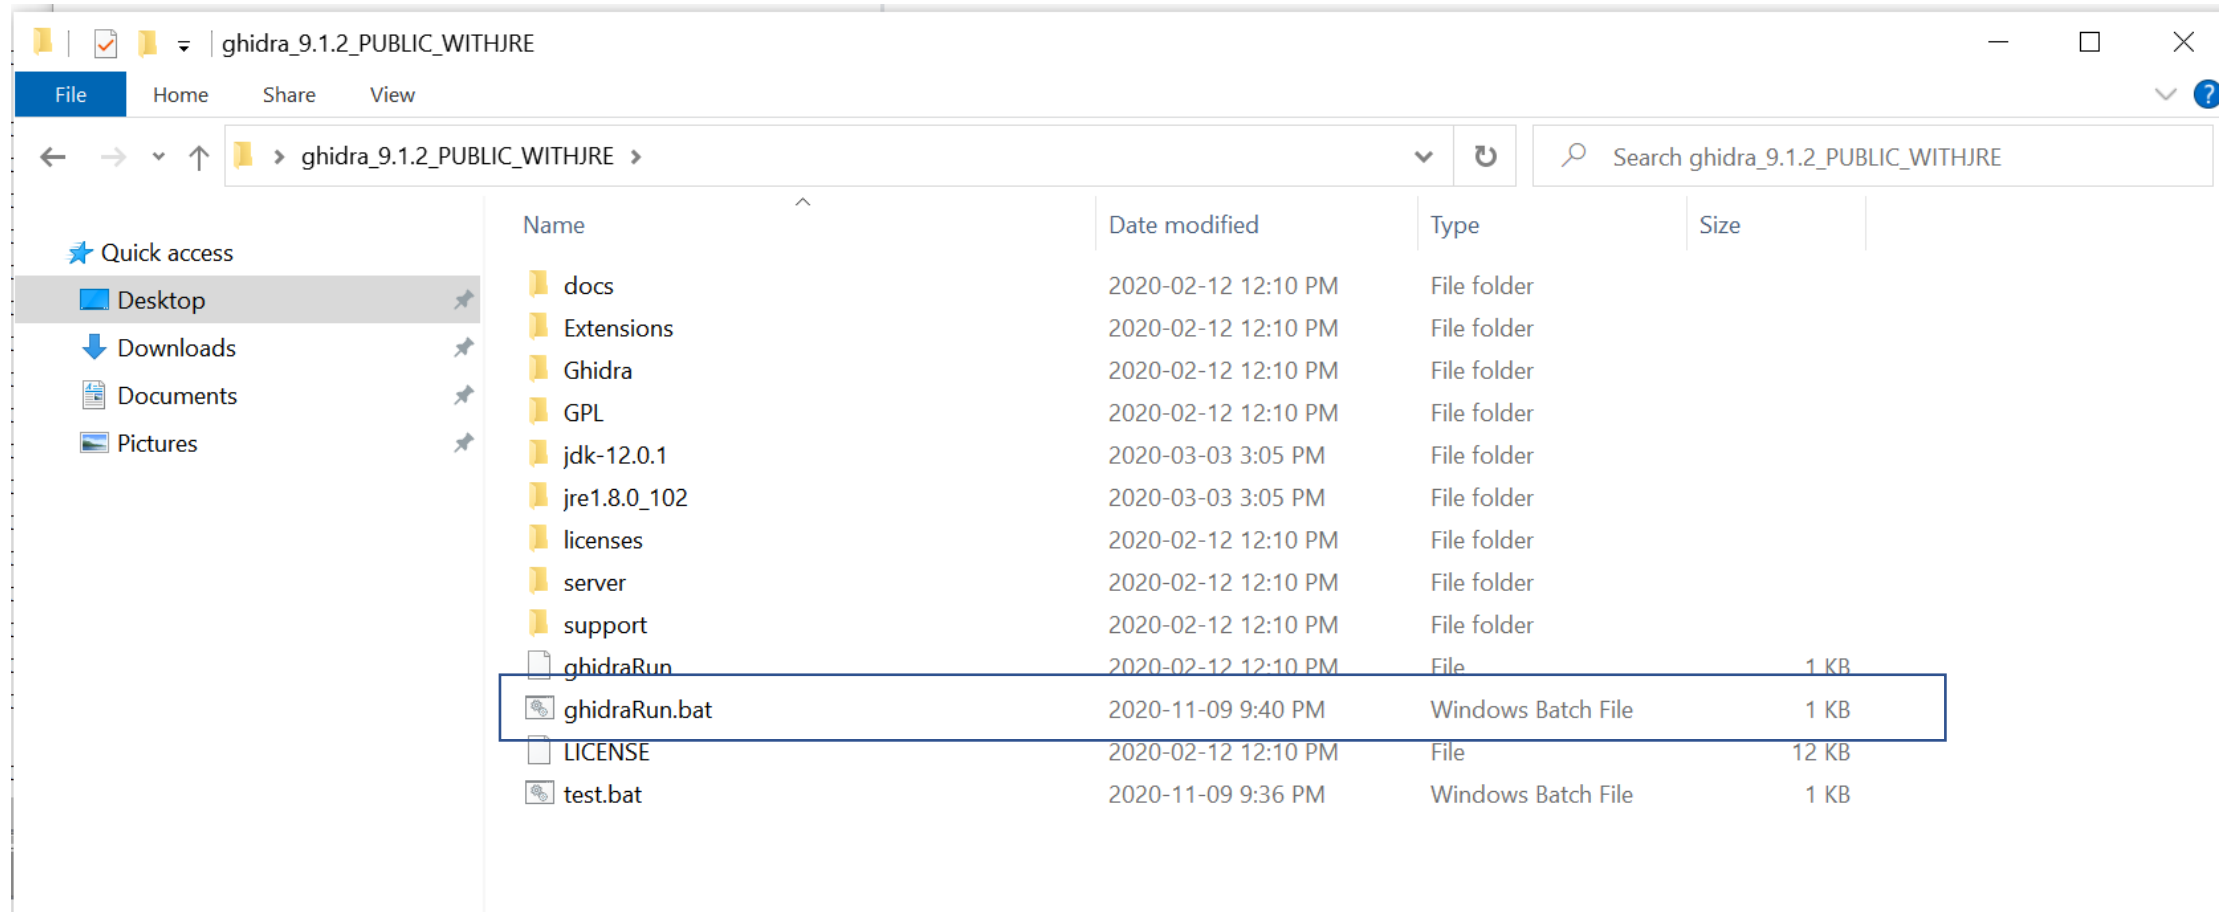 ghidra_9.1.2_PUBLIC_WITHJRE
File Home Share View ?
ghidra_9.1.2_PUBLIC_WITHJRE Search ghidra_9.1.2_PUBLIC_WITHJRE
Quick access
Desktop
Downloads
Documents
Pictures
Name Date modified Type Size
docs 2020-02-12 12:10 PM File folder
Extensions 2020-02-12 12:10 PM File folder
Ghidra 2020-02-12 12:10 PM File folder
GPL 2020-02-12 12:10 PM File folder
jdk-12.0.1 2020-03-03 3:05 PM File folder
jre1.8.0_102 2020-03-03 3:05 PM File folder
licenses 2020-02-12 12:10 PM File folder
server 2020-02-12 12:10 PM File folder
support 2020-02-12 12:10 PM File folder
ghidraRun 2020-02-12 12:10 PM File 1 KB
ghidraRun.bat 2020-11-09 9:40 PM Windows Batch File 1 KB
LICENSE 2020-02-12 12:10 PM File 12 KB
test.bat 2020-11-09 9:36 PM Windows Batch File 1 KB